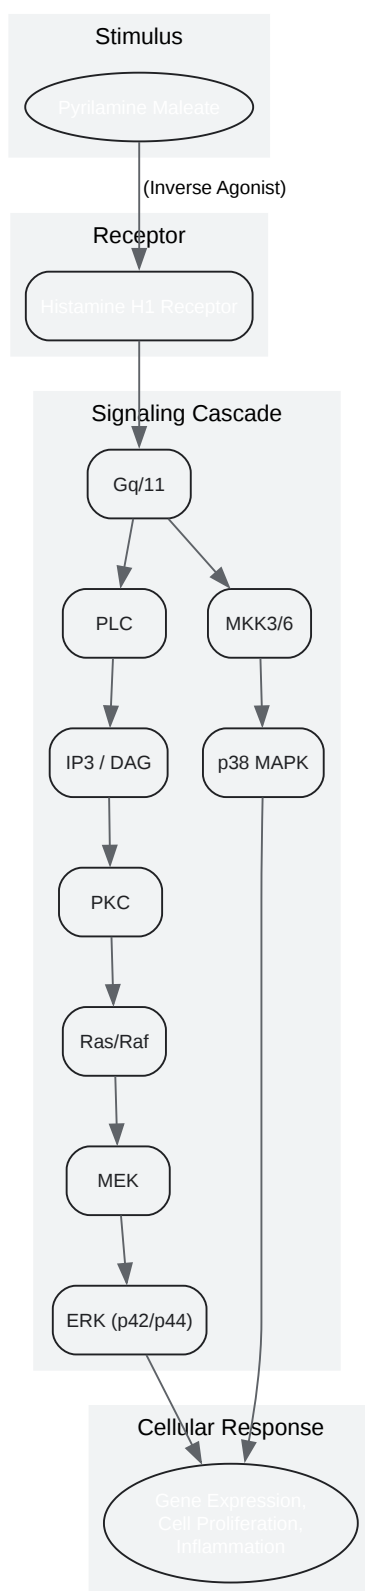 Stimulus
Pyrilamine Maleate
(Inverse Agonist)
Receptor
Histamine H1 Receptor
Signaling Cascade
Gq/11
PLC
MKK3/6
IP3 / DAG
p38 MAPK
PKC
Ras/Raf
MEK
ERK (p42/p44)
Cellular Response
Gene Expression,
Cell Proliferation,
Inflammation